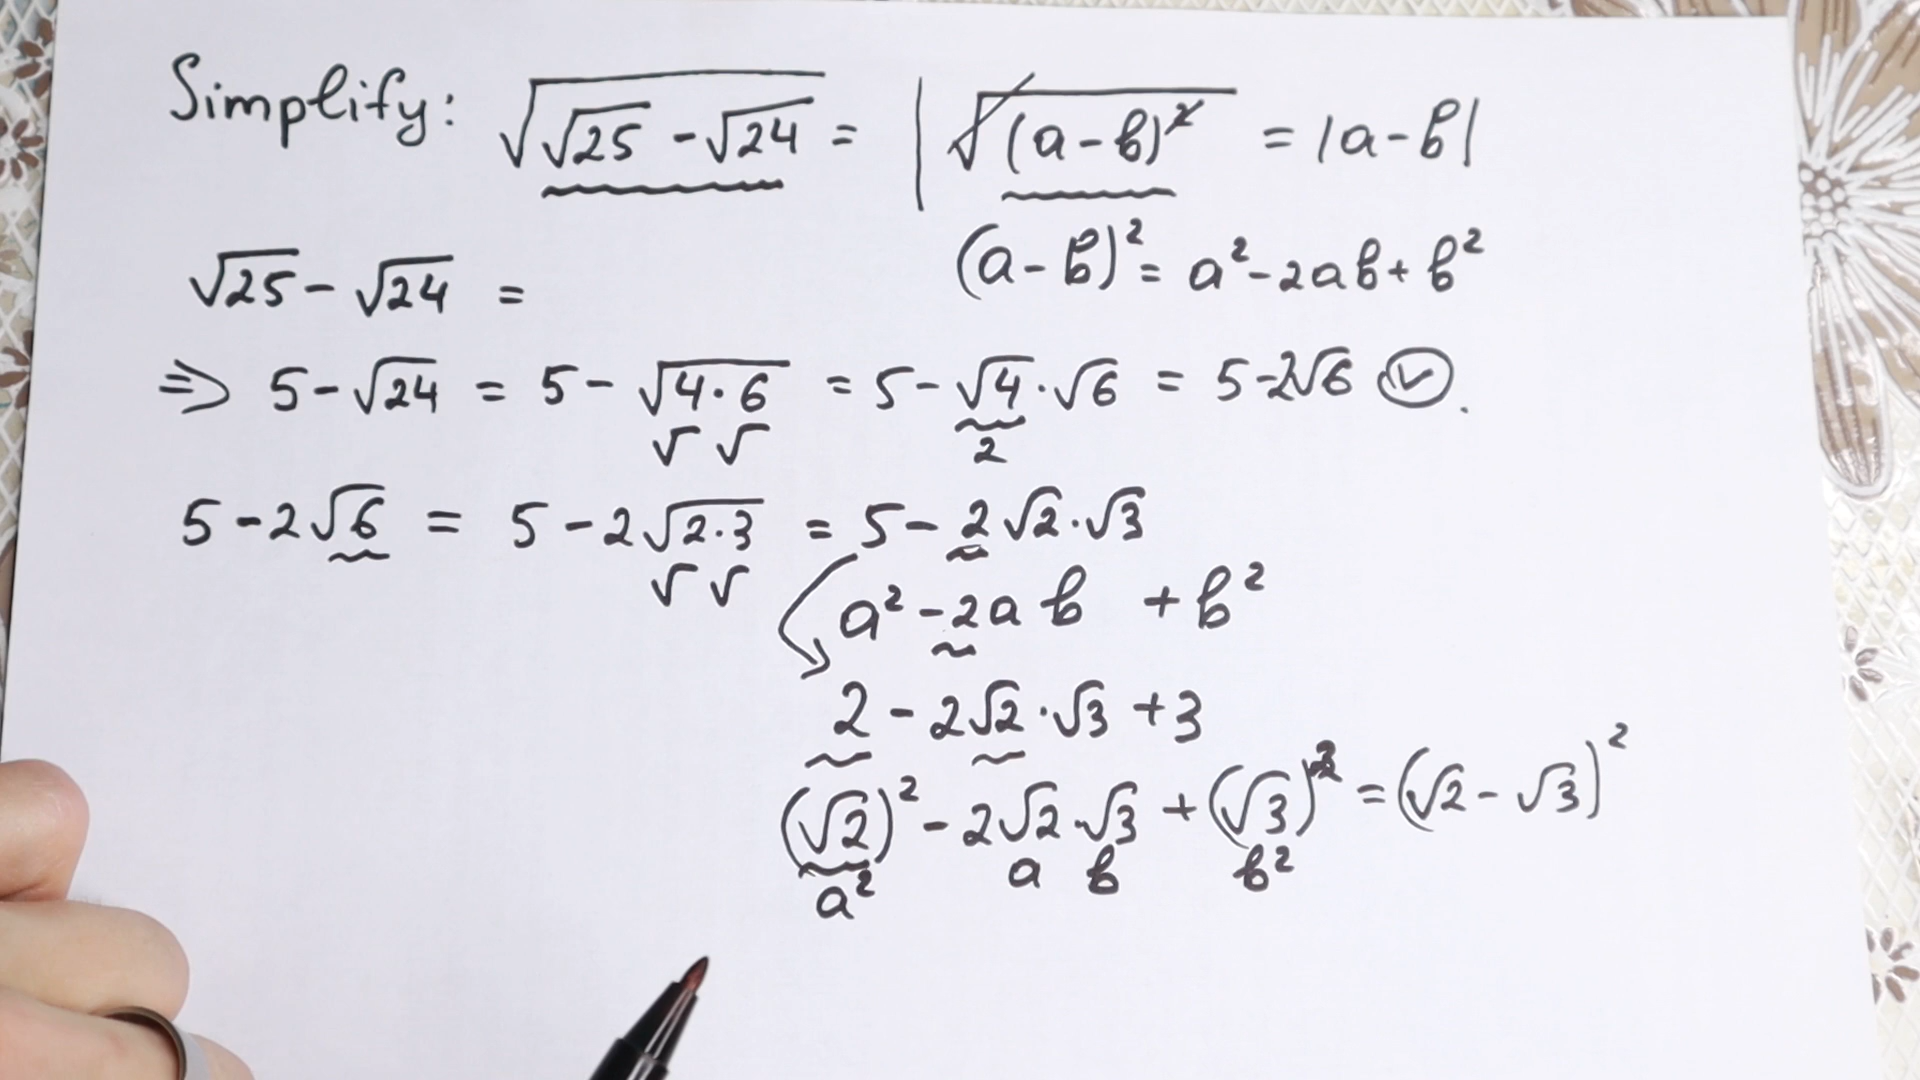 Simplify: √(√25 - √24) = | √(a-b)² = |a-b|
(a-b)² = a² - 2ab + b²
√25 - √24 =
⇒ 5 - √24 = 5 - √(4·6) = 5 - √4 · √6 = 5 - 2√6 ✓.
√ √ 2
5 - 2√6 = 5 - 2√(2·3) = 5 - 2√2 · √3
√ √
a² - 2ab + b²
2 - 2√2 · √3 + 3
(√2)² - 2√2 · √3 + (√3)² = (√2 - √3)²
a² a b b²